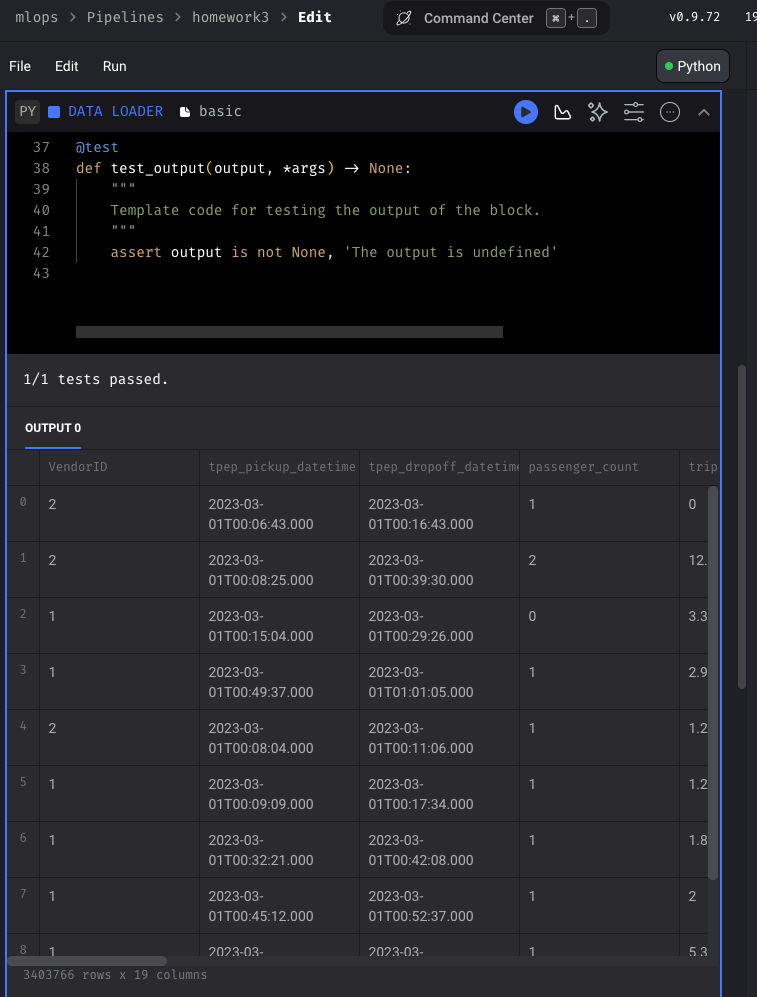 mlops > Pipelines > homework3 > Edit
Command Center ⌘ + .
v0.9.72
19
File Edit Run
Python
PY DATA LOADER basic
37 @test
38 def test_output(output, *args) -> None:
39 """
40 Template code for testing the output of the block.
41 """
42 assert output is not None, 'The output is undefined'
43
1/1 tests passed.
OUTPUT 0
VendorID tpep_pickup_datetime tpep_dropoff_datetime passenger_count trip
0 2 2023-03-01T00:06:43.000 2023-03-01T00:16:43.000 1 0
1 2 2023-03-01T00:08:25.000 2023-03-01T00:39:30.000 2 12.
2 1 2023-03-01T00:15:04.000 2023-03-01T00:29:26.000 0 3.3
3 1 2023-03-01T00:49:37.000 2023-03-01T01:01:05.000 1 2.9
4 2 2023-03-01T00:08:04.000 2023-03-01T00:11:06.000 1 1.2
5 1 2023-03-01T00:09:09.000 2023-03-01T00:17:34.000 1 1.2
6 1 2023-03-01T00:32:21.000 2023-03-01T00:42:08.000 1 1.8
7 1 2023-03-01T00:45:12.000 2023-03-01T00:52:37.000 1 2
8 1 2023-03- 2023-03- 1 5.3
3403766 rows x 19 columns